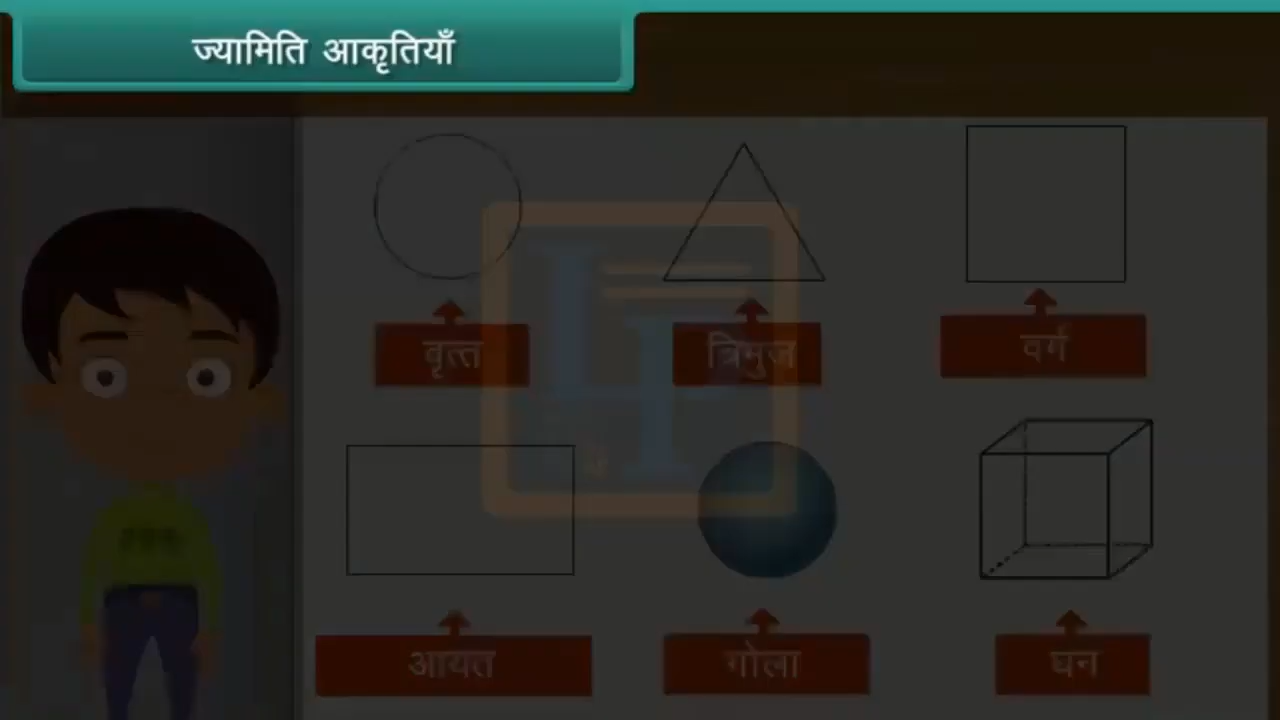 ज्यामिति आकृतियाँ
वृत्त
त्रिभुज
वर्ग
आयत
गोला
घन